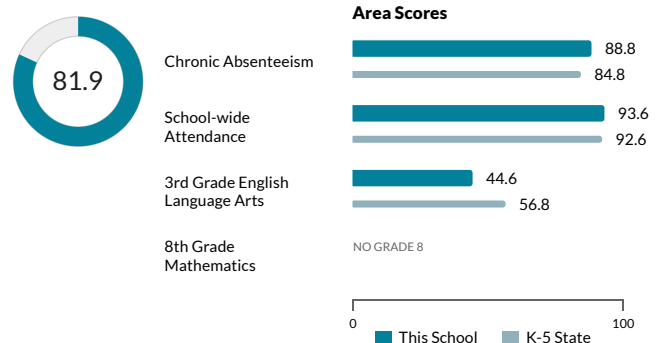 Area Scores
81.9
Chronic Absenteeism
88.8
84.8
School-wide
Attendance
93.6
92.6
3rd Grade English
Language Arts
44.6
56.8
8th Grade
Mathematics
NO GRADE 8
0
100
This School
K-5 State